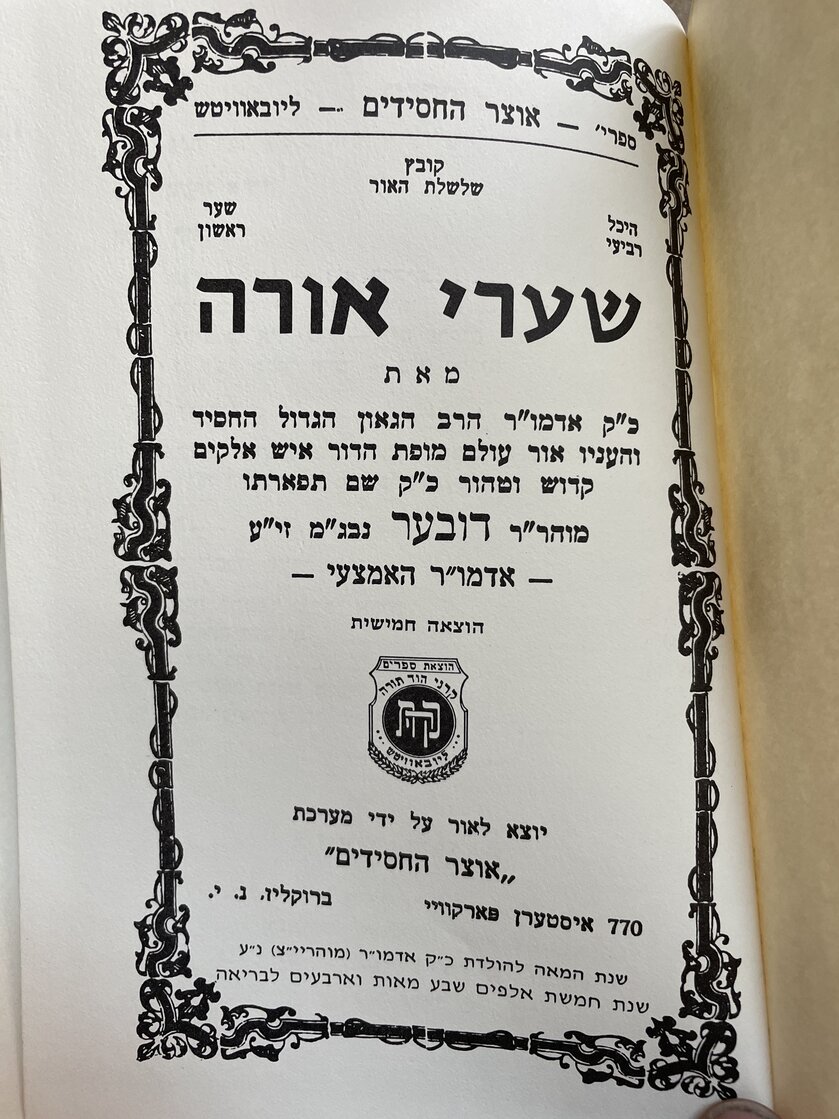 ספרי׳ — אוצר החסידים — ליובאוויטש
קובץ
שלשלת האור
היכל
רביעי
שער
ראשון
שערי אורה
מאת
כ"ק אדמו"ר הרב הגאון הגדול החסיד
והעניו אור עולם מופת הדור איש אלקים
קדוש וטהור כ"ק שם תפארתו
מוהר"ר דובער נבג"מ זי"ע
— אדמו"ר האמצעי —
הוצאה חמישית
הוצאת ספרים
קרני הוד תורה
קה"ת
ליובאוויטש
יוצא לאור על ידי מערכת
„אוצר החסידים"
770 איסטערן פארקוויי ברוקלין, נ. י.
שנת המאה להולדת כ"ק אדמו"ר (מוהריי"צ) נ"ע
שנת חמשת אלפים שבע מאות וארבעים לבריאה